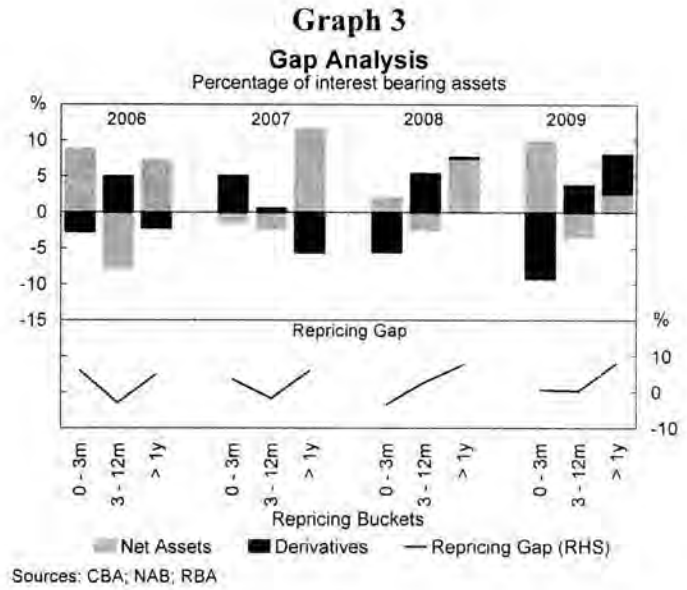 Graph 3
Gap Analysis
Percentage of interest bearing assets
%
2006 2007 2008 2009
10
5
0
-5
-10
-15
Repricing Gap
%
10
0
-10
0 - 3m
3 - 12m
> 1y
0 - 3m
3 - 12m
> 1y
0 - 3m
3 - 12m
> 1y
0 - 3m
3 - 12m
> 1y
Repricing Buckets
Net Assets Derivatives Repricing Gap (RHS)
Sources: CBA; NAB; RBA